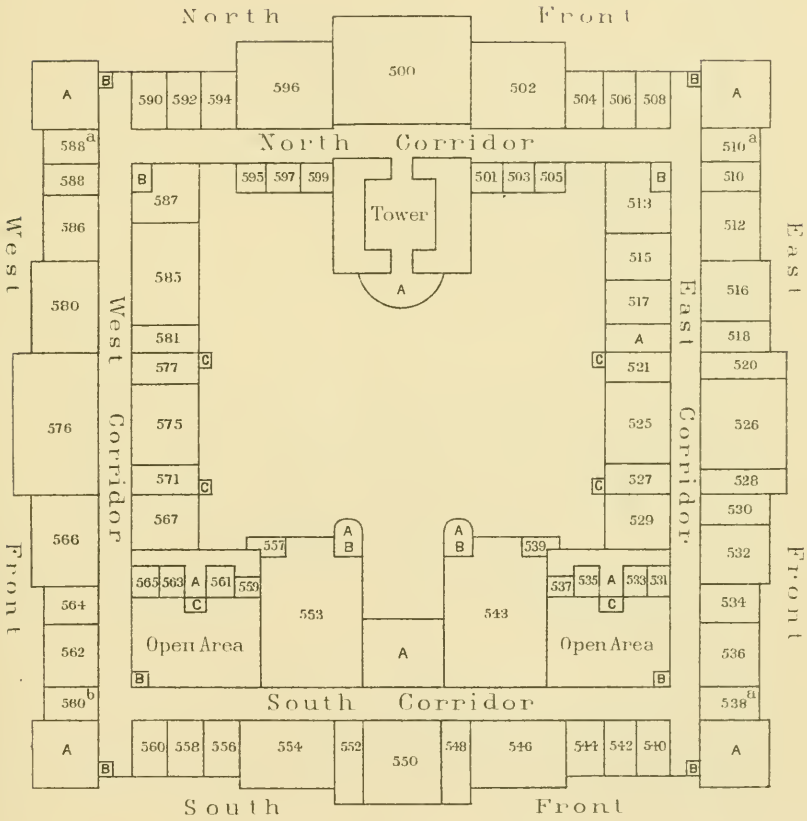 North Front
A B 590 592 594 596 500 502 504 506 508 B A
588a North Corridor 510a
588 B 587 595 597 599 Tower 501 503 505 513 B 510
586 512
West East
585 515
580 A 517 516
West Corridor East Corridor
581 A 518
577 C C 521 520
576 575 525 526
571 C C 527 528
567 529 530
566 532
Front Front
557 A B A B 539
565 563 A 561 559 553 543 537 535 A 533 531
564 C C 534
Open Area A Open Area
562 536
B B
560b South Corridor 538a
A B 560 558 556 554 552 550 548 546 544 542 540 B A
South Front